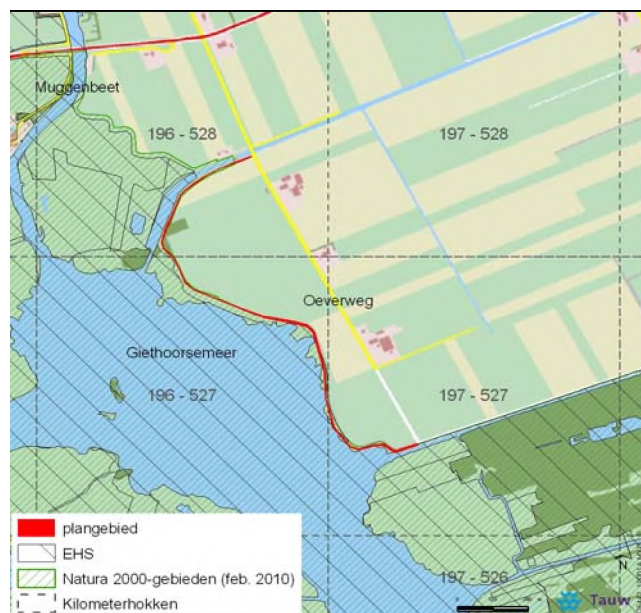 Muggenbeet
196 - 528
197 - 528
Oeverweg
Giethoorsemeer
196 - 527
197 - 527
plangebied
EHS
Natura 2000-gebieden (feb. 2010)
Kilometerhokken
197 - 526
N
Tauw